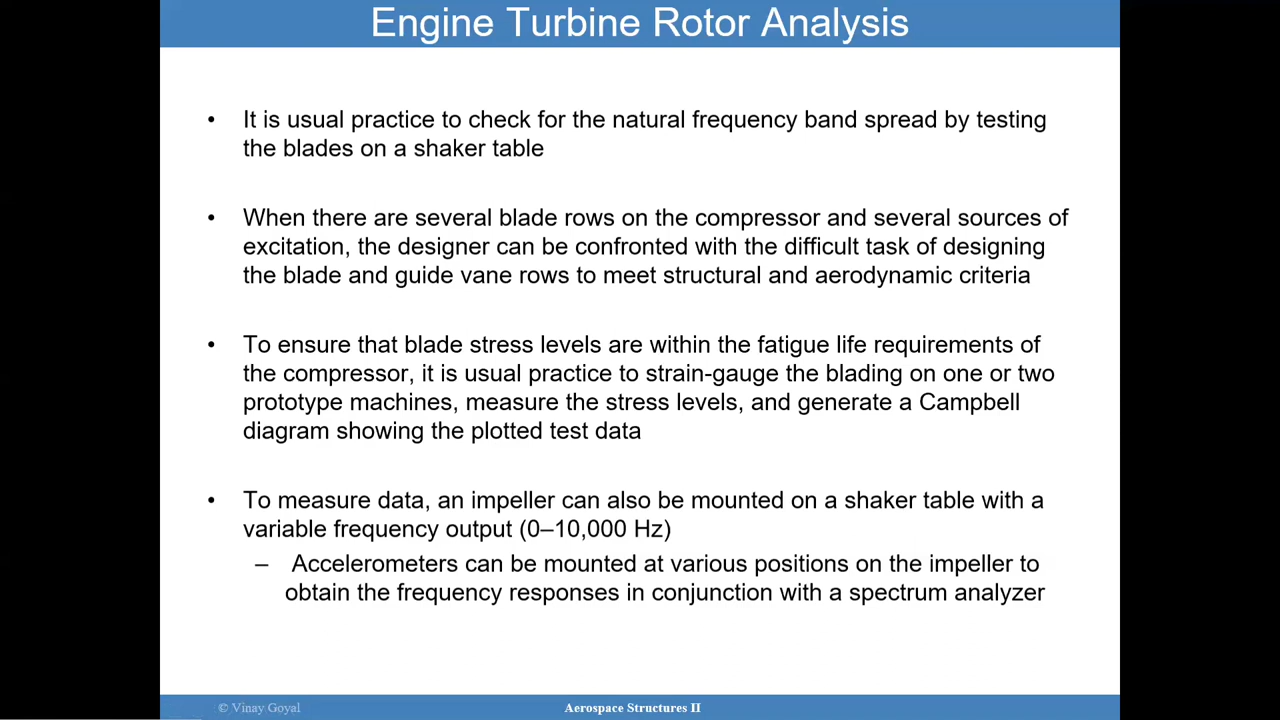 Engine Turbine Rotor Analysis
• It is usual practice to check for the natural frequency band spread by testing
the blades on a shaker table
• When there are several blade rows on the compressor and several sources of
excitation, the designer can be confronted with the difficult task of designing
the blade and guide vane rows to meet structural and aerodynamic criteria
• To ensure that blade stress levels are within the fatigue life requirements of
the compressor, it is usual practice to strain-gauge the blading on one or two
prototype machines, measure the stress levels, and generate a Campbell
diagram showing the plotted test data
• To measure data, an impeller can also be mounted on a shaker table with a
variable frequency output (0–10,000 Hz)
– Accelerometers can be mounted at various positions on the impeller to
obtain the frequency responses in conjunction with a spectrum analyzer
© Vinay Goyal
Aerospace Structures II